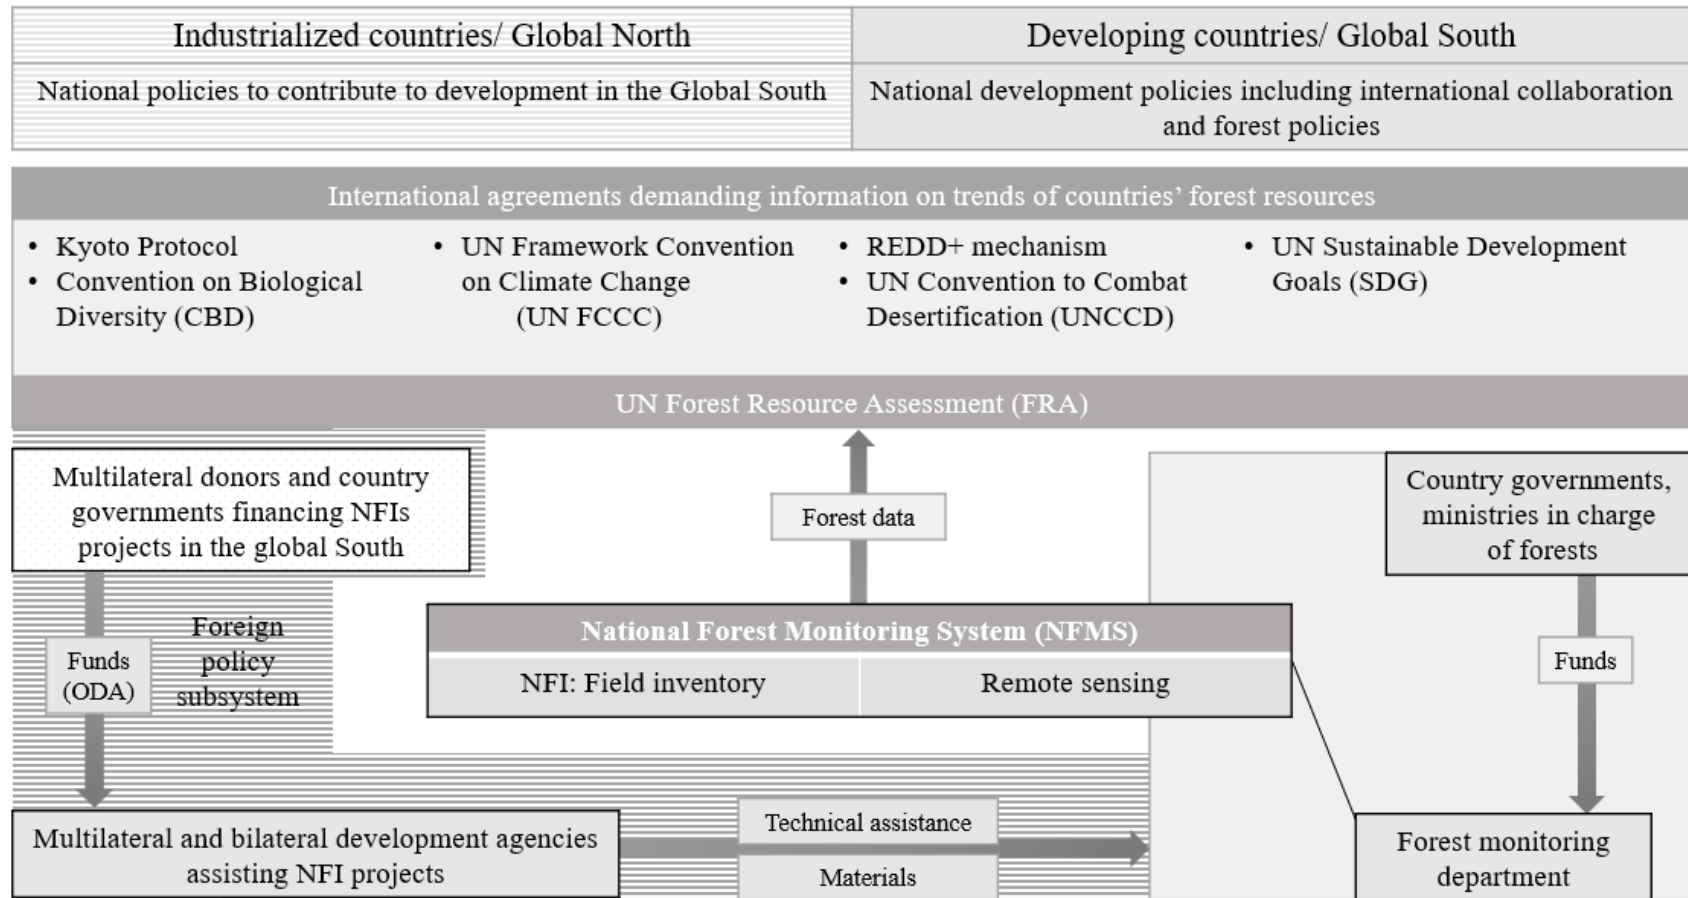 Industrialized countries/ Global North
Developing countries/ Global South
National policies to contribute to development in the Global South
National development policies including international collaboration
and forest policies
International agreements demanding information on trends of countries’ forest resources
• Kyoto Protocol
• Convention on Biological
Diversity (CBD)
• UN Framework Convention
on Climate Change
(UN FCCC)
• REDD+ mechanism
• UN Convention to Combat
Desertification (UNCCD)
• UN Sustainable Development
Goals (SDG)
UN Forest Resource Assessment (FRA)
Multilateral donors and country
governments financing NFIs
projects in the global South
Forest data
Country governments,
ministries in charge
of forests
Foreign
policy
subsystem
Funds
(ODA)
National Forest Monitoring System (NFMS)
NFI: Field inventory
Remote sensing
Funds
Multilateral and bilateral development agencies
assisting NFI projects
Technical assistance
Materials
Forest monitoring
department